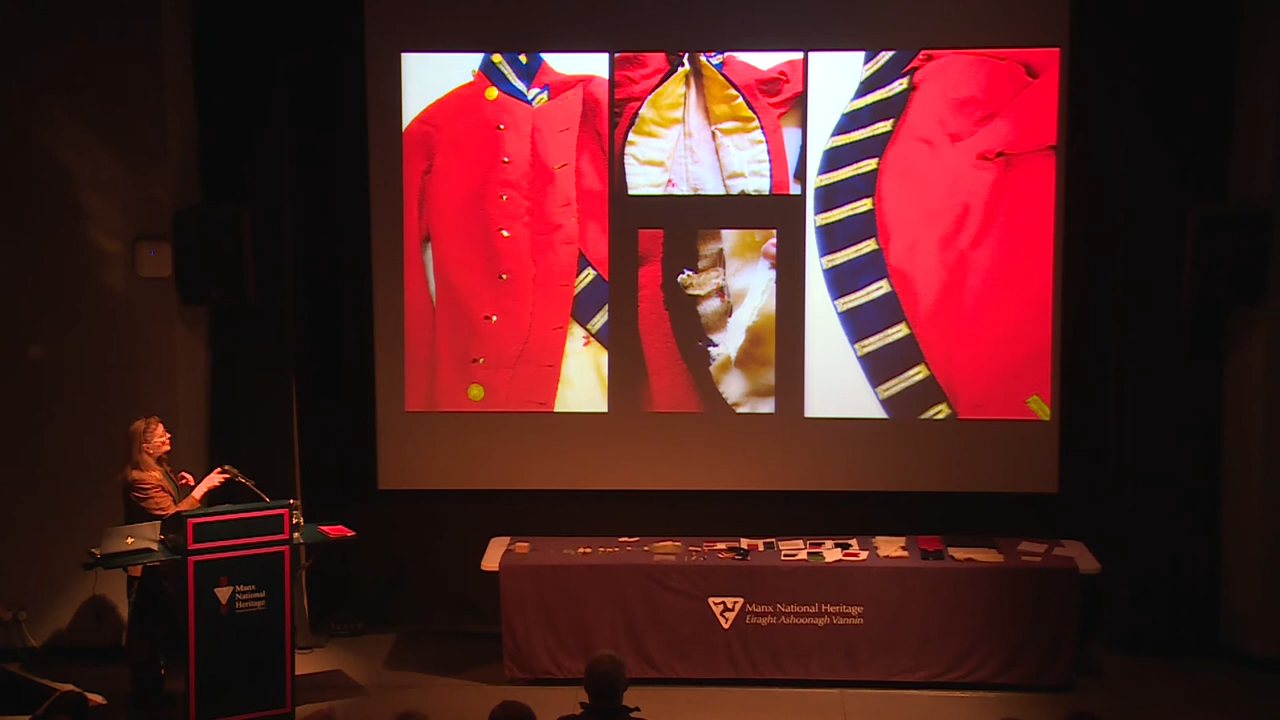 Manx
National
Heritage
Manx National Heritage
Eiraght Ashoonagh Vannin